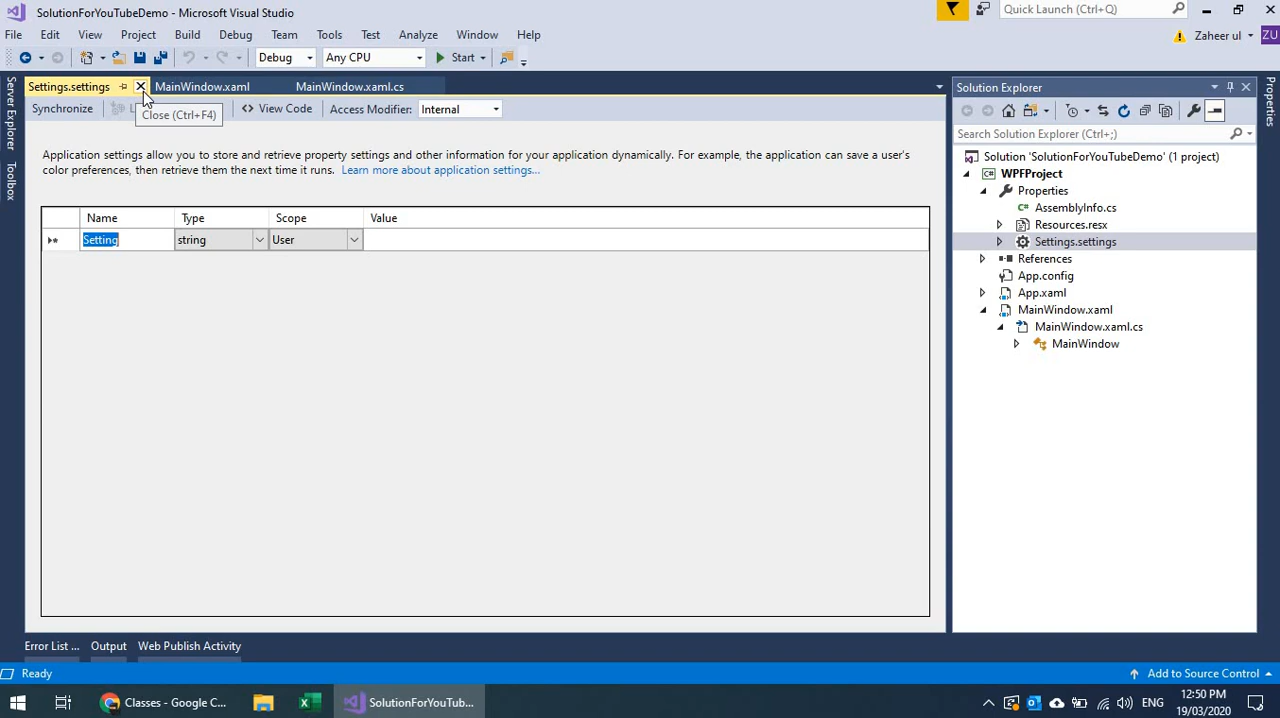 SolutionForYouTubeDemo - Microsoft Visual Studio
Quick Launch (Ctrl+Q)
File Edit View Project Build Debug Team Tools Test Analyze Window Help
Zaheer ul ZU
Debug Any CPU Start
Settings.settings MainWindow.xaml MainWindow.xaml.cs
Solution Explorer
Synchronize L View Code Access Modifier: Internal
Close (Ctrl+F4)
Search Solution Explorer (Ctrl+;)
Application settings allow you to store and retrieve property settings and other information for your application dynamically. For example, the application can save a user's
color preferences, then retrieve them the next time it runs. Learn more about application settings...
Name Type Scope Value
Setting string User
Solution 'SolutionForYouTubeDemo' (1 project)
C# WPFProject
Properties
C# AssemblyInfo.cs
Resources.resx
Settings.settings
References
App.config
App.xaml
MainWindow.xaml
MainWindow.xaml.cs
MainWindow
Server Explorer
Toolbox
Properties
Error List ... Output Web Publish Activity
Ready
Add to Source Control
Classes - Google C...
SolutionForYouTub...
ENG
12:50 PM
19/03/2020